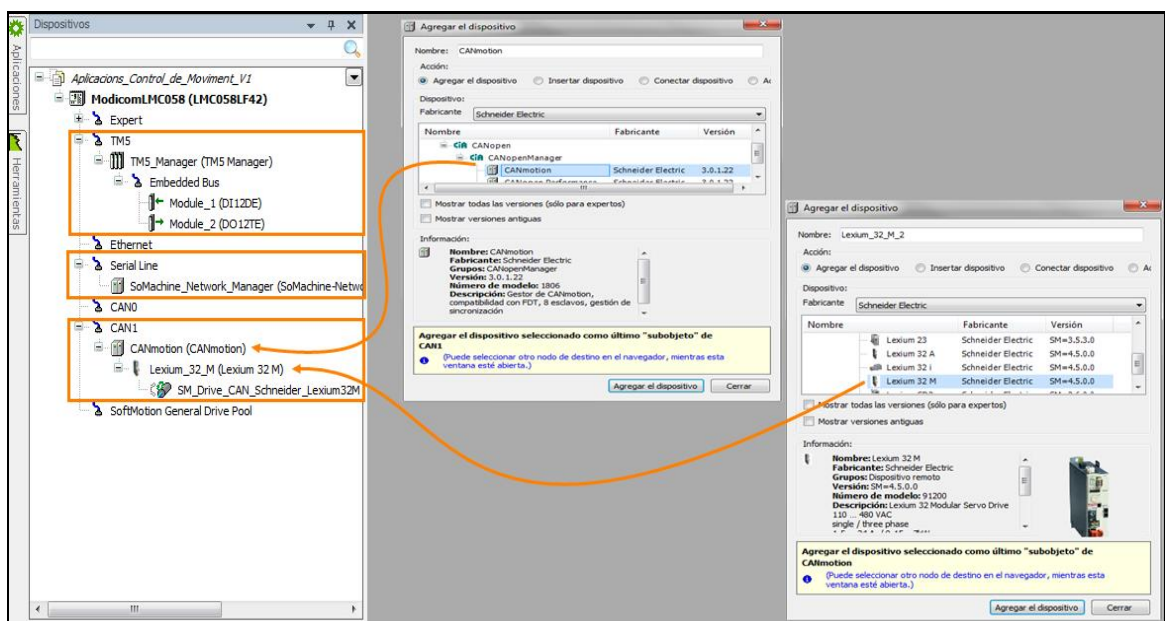 Dispositivos
Aplicaciones
Herramientas
Aplicacions_Control_de_Moviment_V1
ModicomLMC058 (LMC058LF42)
Expert
TM5
TM5_Manager (TM5 Manager)
Embedded Bus
Module_1 (DI12DE)
Module_2 (DO12TE)
Ethernet
Serial Line
SoMachine_Network_Manager (SoMachine-Netwo
CAN0
CAN1
CANmotion (CANmotion)
Lexium_32_M (Lexium 32 M)
SM_Drive_CAN_Schneider_Lexium32M
SoftMotion General Drive Pool
Agregar el dispositivo
Nombre: CANmotion
Acción:
Agregar el dispositivo Insertar dispositivo Conectar dispositivo
Dispositivo:
Fabricante Schneider Electric
Nombre Fabricante Versión
CiA CANopen
CiA CANopenManager
CANmotion Schneider Electric 3.0.1.22
CANopen Performance Schneider Electric 3.0.1.22
Mostrar todas las versiones (sólo para expertos)
Mostrar versiones antiguas
Información:
Nombre: CANmotion
Fabricante: Schneider Electric
Grupos: CANopenManager
Versión: 3.0.1.22
Número de modelo: 1806
Descripción: Gestor de CANmotion,
compatibilidad con FDT, 8 esclavos, gestión de
sincronización
Agregar el dispositivo seleccionado como último "subobjeto" de
CAN1
(Puede seleccionar otro nodo de destino en el navegador, mientras esta
ventana esté abierta.)
Agregar el dispositivo Cerrar
Agregar el dispositivo
Nombre: Lexium_32_M_2
Acción:
Agregar el dispositivo Insertar dispositivo Conectar dispositivo
Dispositivo:
Fabricante Schneider Electric
Nombre Fabricante Versión
Lexium 23 Schneider Electric SM=3.5.3.0
Lexium 32 A Schneider Electric SM=4.5.0.0
Lexium 32 i Schneider Electric SM=4.5.0.0
Lexium 32 M Schneider Electric SM=4.5.0.0
Mostrar todas las versiones (sólo para expertos)
Mostrar versiones antiguas
Información:
Nombre: Lexium 32 M
Fabricante: Schneider Electric
Grupos: Dispositivo remoto
Versión: SM=4.5.0.0
Número de modelo: 91200
Descripción: Lexium 32 Modular Servo Drive
110 ... 480 VAC
single / three phase
Agregar el dispositivo seleccionado como último "subobjeto" de
CANmotion
(Puede seleccionar otro nodo de destino en el navegador, mientras esta
ventana esté abierta.)
Agregar el dispositivo Cerrar